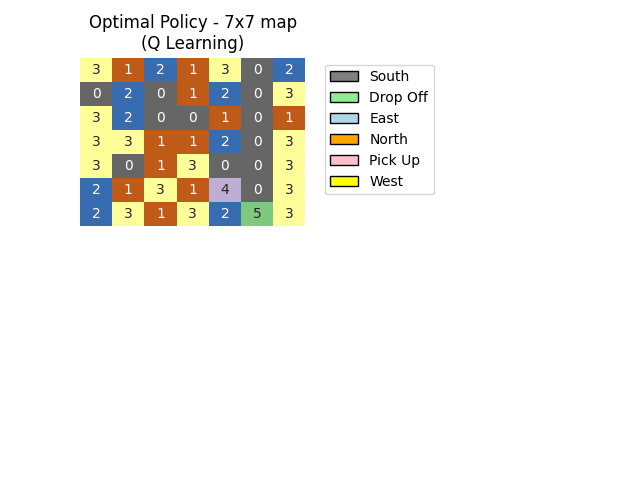 Optimal Policy - 7x7 map
(Q Learning)
3 1 2 1 3 0 2
0 2 0 1 2 0 3
3 2 0 0 1 0 1
3 3 1 1 2 0 3
3 0 1 3 0 0 3
2 1 3 1 4 0 3
2 3 1 3 2 5 3
South
Drop Off
East
North
Pick Up
West